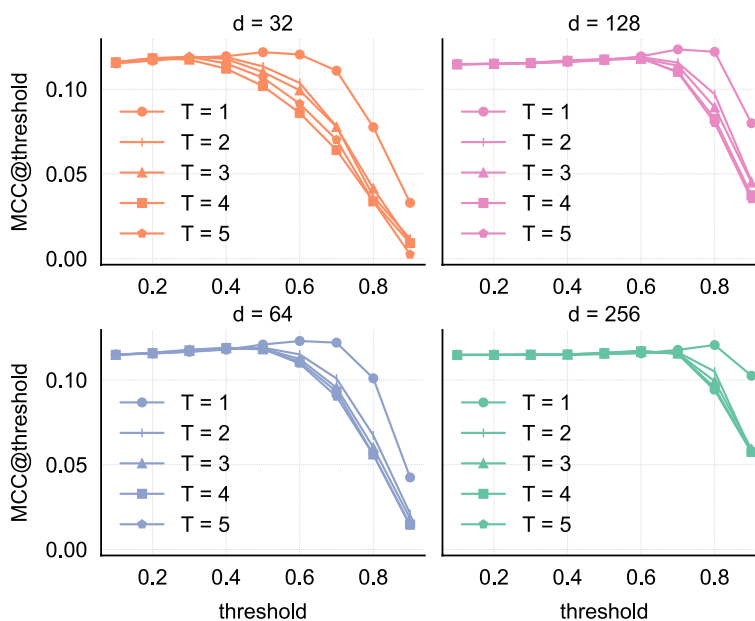 d = 32
MCC@threshold
0.10
0.05
0.00
T = 1
T = 2
T = 3
T = 4
T = 5
0.2 0.4 0.6 0.8
d = 128
T = 1
T = 2
T = 3
T = 4
T = 5
0.2 0.4 0.6 0.8
d = 64
MCC@threshold
0.10
0.05
0.00
T = 1
T = 2
T = 3
T = 4
T = 5
0.2 0.4 0.6 0.8
threshold
d = 256
T = 1
T = 2
T = 3
T = 4
T = 5
0.2 0.4 0.6 0.8
threshold